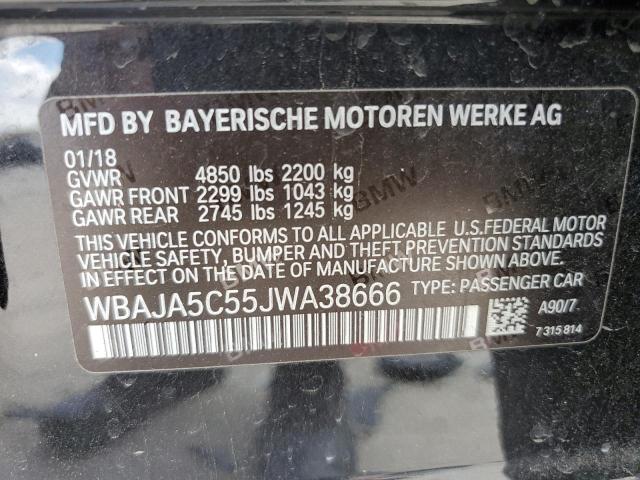 MFD BY BAYERISCHE MOTOREN WERKE AG
01/18
GVWR 4850 lbs 2200 kg
GAWR FRONT 2299 lbs 1043 kg
GAWR REAR 2745 lbs 1245 kg
THIS VEHICLE CONFORMS TO ALL APPLICABLE U.S.FEDERAL MOTOR
VEHICLE SAFETY, BUMPER AND THEFT PREVENTION STANDARDS
IN EFFECT ON THE DATE OF MANUFACTURE SHOWN ABOVE.
WBAJA5C55JWA38666 TYPE: PASSENGER CAR
A90/7
7 315 814